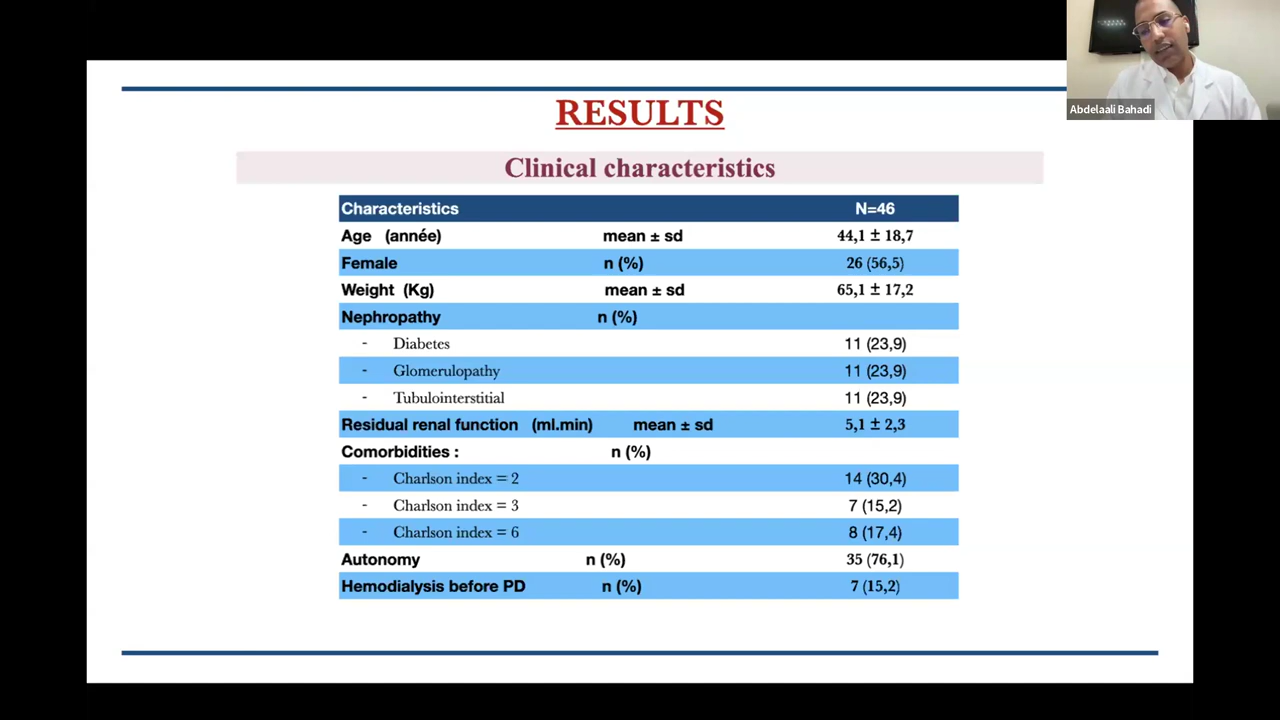 Abdelaali Bahadi
RESULTS
Clinical characteristics
Characteristics N=46
Age (année) mean ± sd 44,1 ± 18,7
Female n (%) 26 (56,5)
Weight (Kg) mean ± sd 65,1 ± 17,2
Nephropathy n (%)
- Diabetes 11 (23,9)
- Glomerulopathy 11 (23,9)
- Tubulointerstitial 11 (23,9)
Residual renal function (ml.min) mean ± sd 5,1 ± 2,3
Comorbidities : n (%)
- Charlson index = 2 14 (30,4)
- Charlson index = 3 7 (15,2)
- Charlson index = 6 8 (17,4)
Autonomy n (%) 35 (76,1)
Hemodialysis before PD n (%) 7 (15,2)